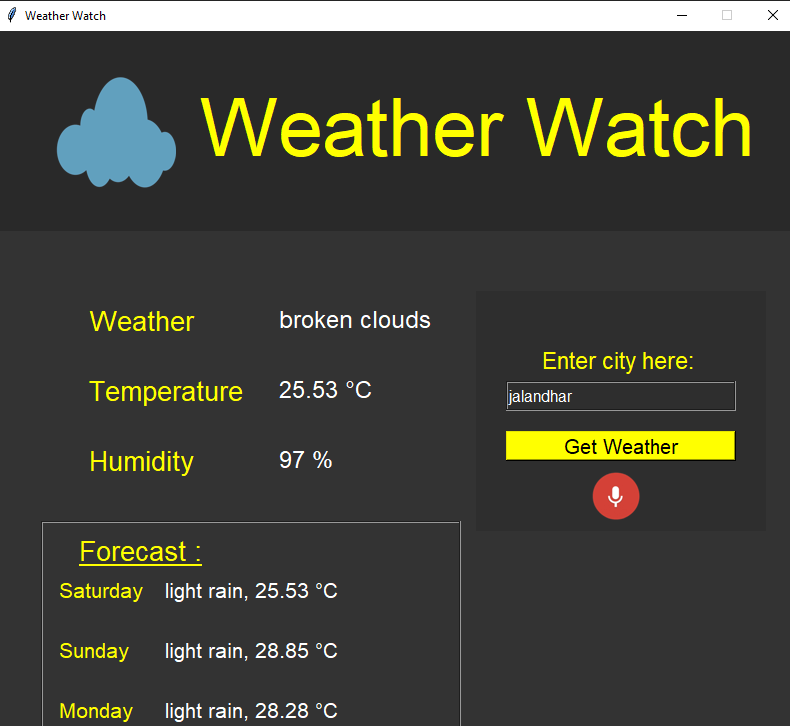 Weather Watch
Weather Watch
Weather broken clouds
Temperature 25.53 °C
Humidity 97 %
Enter city here:
jalandhar
Get Weather
Forecast :
Saturday light rain, 25.53 °C
Sunday light rain, 28.85 °C
Monday light rain, 28.28 °C